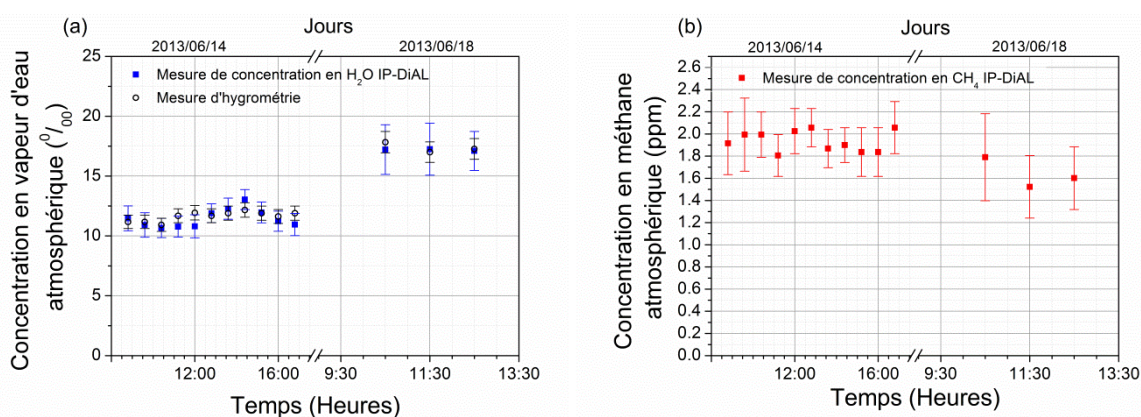 (a)
Jours
2013/06/14
2013/06/18
25
20
15
10
5
0
Mesure de concentration en H₂O IP-DiAL
Mesure d'hygrométrie
Concentration en vapeur d'eau
atmosphérique (⁰/₀₀)
12:00
16:00
9:30
11:30
13:30
Temps (Heures)
(b)
Jours
2013/06/14
2013/06/18
2.6
2.4
2.2
2.0
1.8
1.6
1.4
1.2
1.0
0.8
0.6
0.4
0.2
0.0
Mesure de concentration en CH₄ IP-DiAL
Concentration en méthane
atmosphérique (ppm)
12:00
16:00
9:30
11:30
13:30
Temps (Heures)